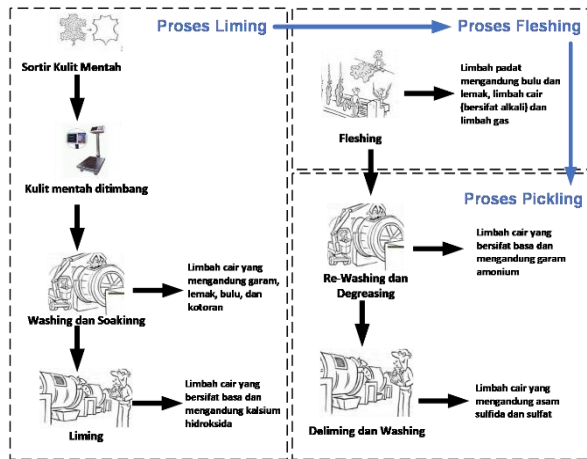 Proses Liming
Sortir Kulit Mentah
Kulit mentah ditimbang
Washing dan Soakinng
Limbah cair yang
mengandung garam,
lemak, bulu, dan
kotoran
Liming
Limbah cair yang
bersifat basa dan
mengandung kalsium
hidroksida
Proses Fleshing
Fleshing
Limbah padat
mengandung bulu dan
lemak, limbah cair
(bersifat alkali) dan
limbah gas
Proses Pickling
Re-Washing dan
Degreasing
Limbah cair yang
bersifat basa dan
mengandung garam
amonium
Deliming dan Washing
Limbah cair yang
mengandung asam
sulfida dan sulfat